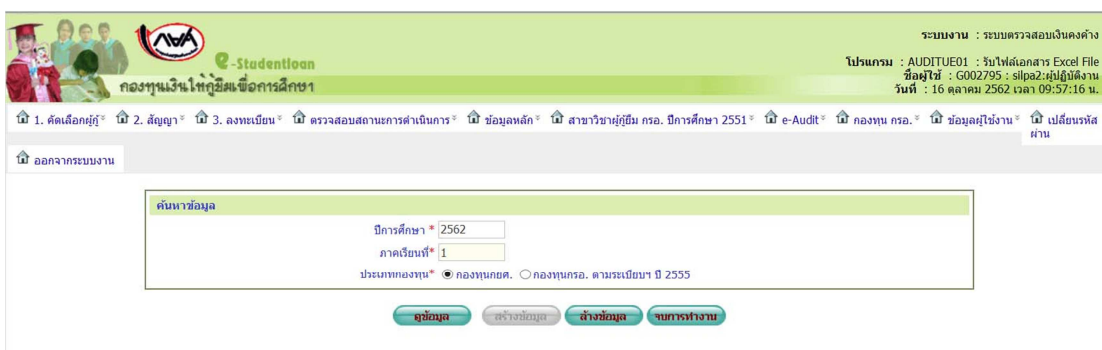 ระบบงาน : ระบบตรวจสอบเงินคงค้าง
กยศ
e-Studentloan
โปรแกรม : AUDITUE01 : รับไฟล์เอกสาร Excel File
กองทุนเงินให้กู้ยืมเพื่อการศึกษา
ชื่อผู้ใช้ : G002795 : silpa2:ผู้ปฏิบัติงาน
วันที่ : 16 ตุลาคม 2562 เวลา 09:57:16 น.
1. คัดเลือกผู้กู้ 2. สัญญา 3. ลงทะเบียน ตรวจสอบสถานะการดำเนินการ ข้อมูลหลัก สาขาวิชาผู้กู้ยืม กรอ. ปีการศึกษา 2551 e-Audit กองทุน กรอ. ข้อมูลผู้ใช้งาน เปลี่ยนรหัส
ผ่าน
ออกจากระบบงาน
ค้นหาข้อมูล
ปีการศึกษา * 2562
ภาคเรียนที่* 1
ประเภทกองทุน* กองทุนกยศ. กองทุนกรอ. ตามระเบียบฯ ปี 2555
ดูข้อมูล สร้างข้อมูล ล้างข้อมูล จบการทำงาน